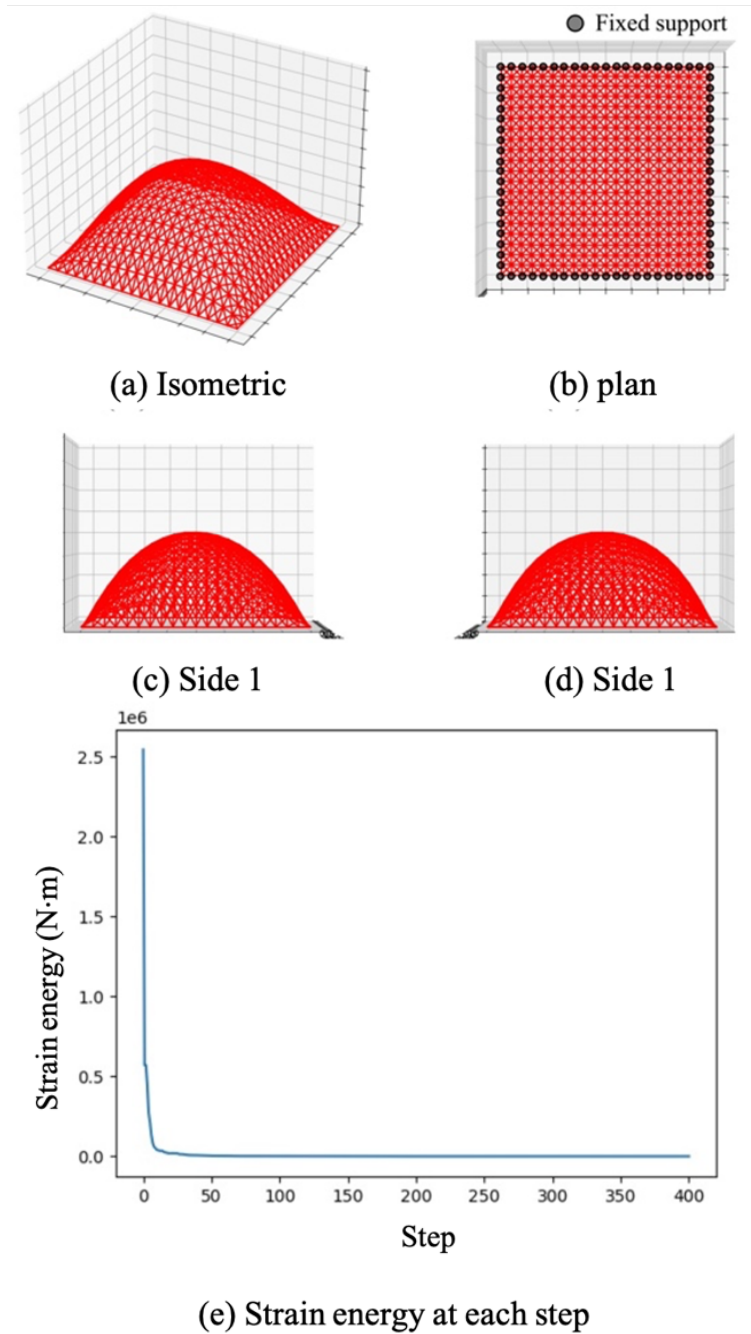 Fixed support
(a) Isometric
(b) plan
(c) Side 1
(d) Side 1
1e6
2.5
2.0
1.5
1.0
0.5
0.0
Strain energy (N·m)
0 50 100 150 200 250 300 350 400
Step
(e) Strain energy at each step